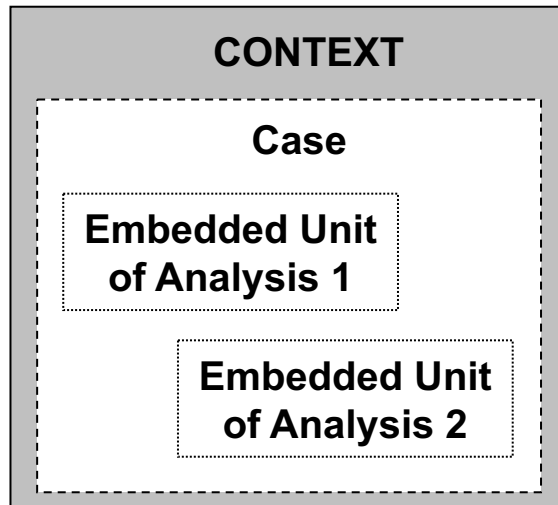 CONTEXT
Case
Embedded Unit
of Analysis 1
Embedded Unit
of Analysis 2